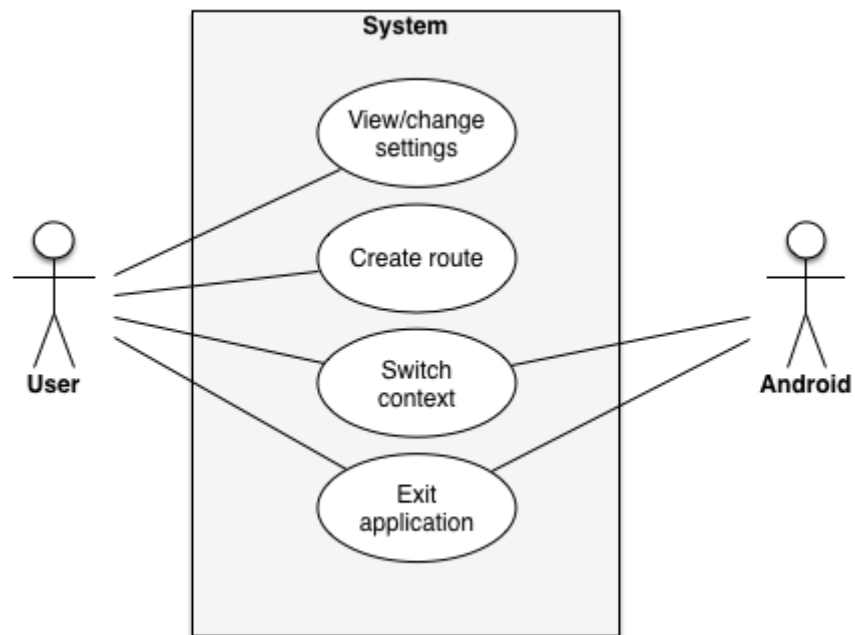 System
View/change
settings
Create route
Switch
context
Exit
application
User
Android